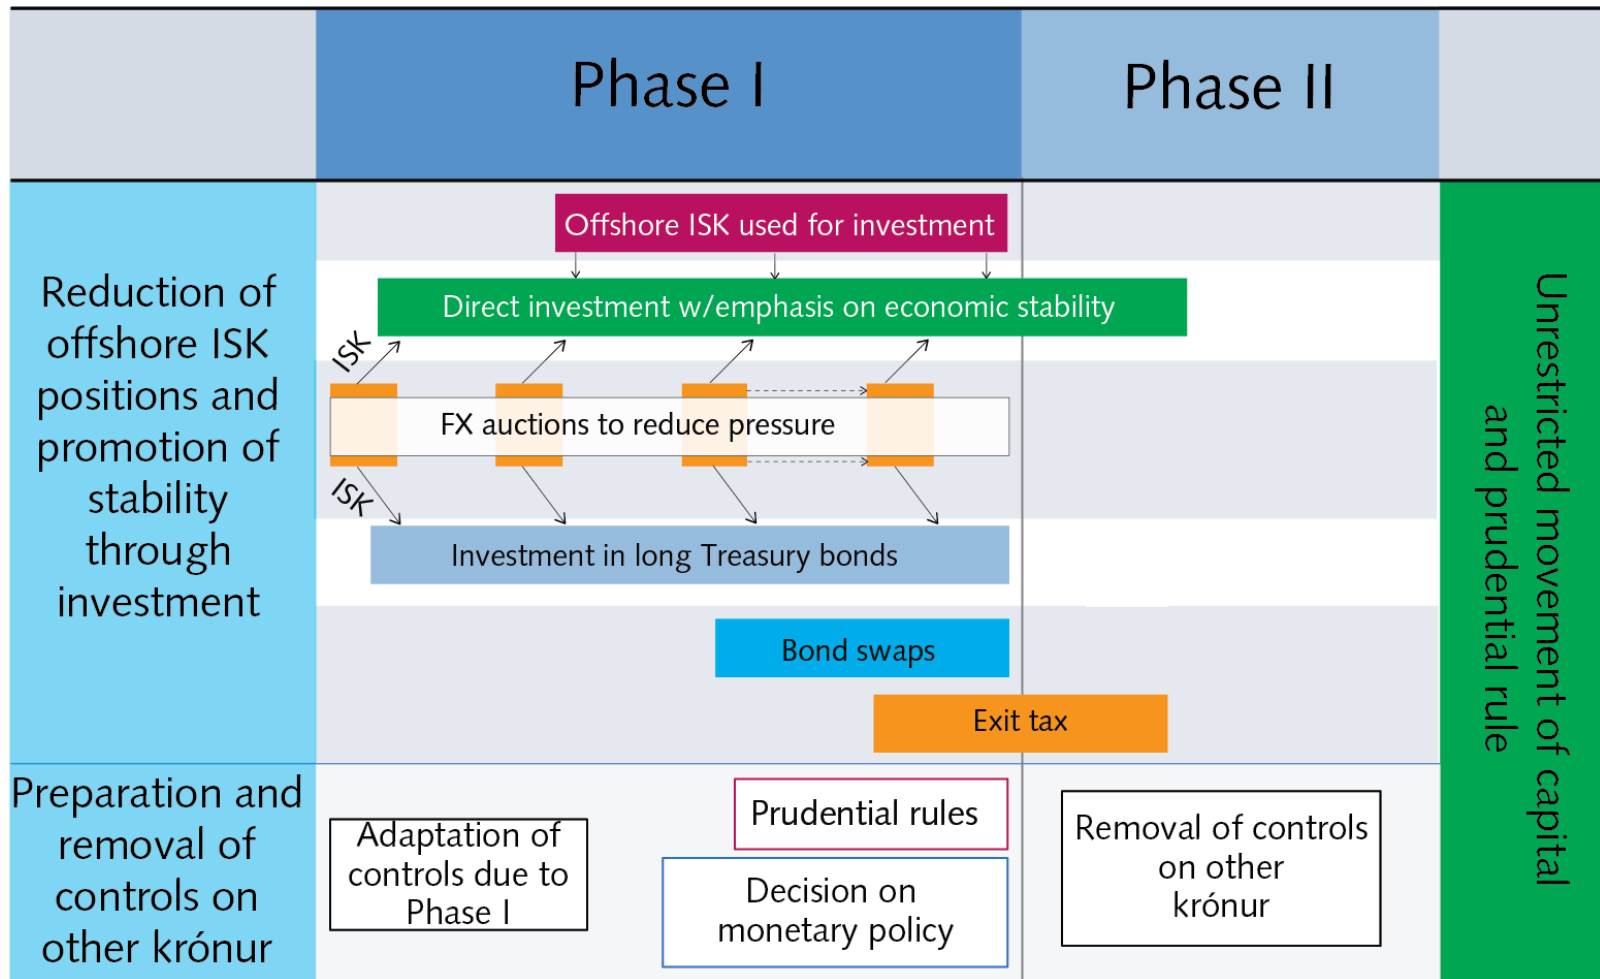 Phase I
Phase II
Reduction of
offshore ISK
positions and
promotion of
stability
through
investment
Offshore ISK used for investment
Direct investment w/emphasis on economic stability
ISK
FX auctions to reduce pressure
ISK
Investment in long Treasury bonds
Bond swaps
Exit tax
Preparation and
removal of
controls on
other krónur
Adaptation of
controls due to
Phase I
Prudential rules
Decision on
monetary policy
Removal of controls
on other
krónur
Unrestricted movement of capital
and prudential rule